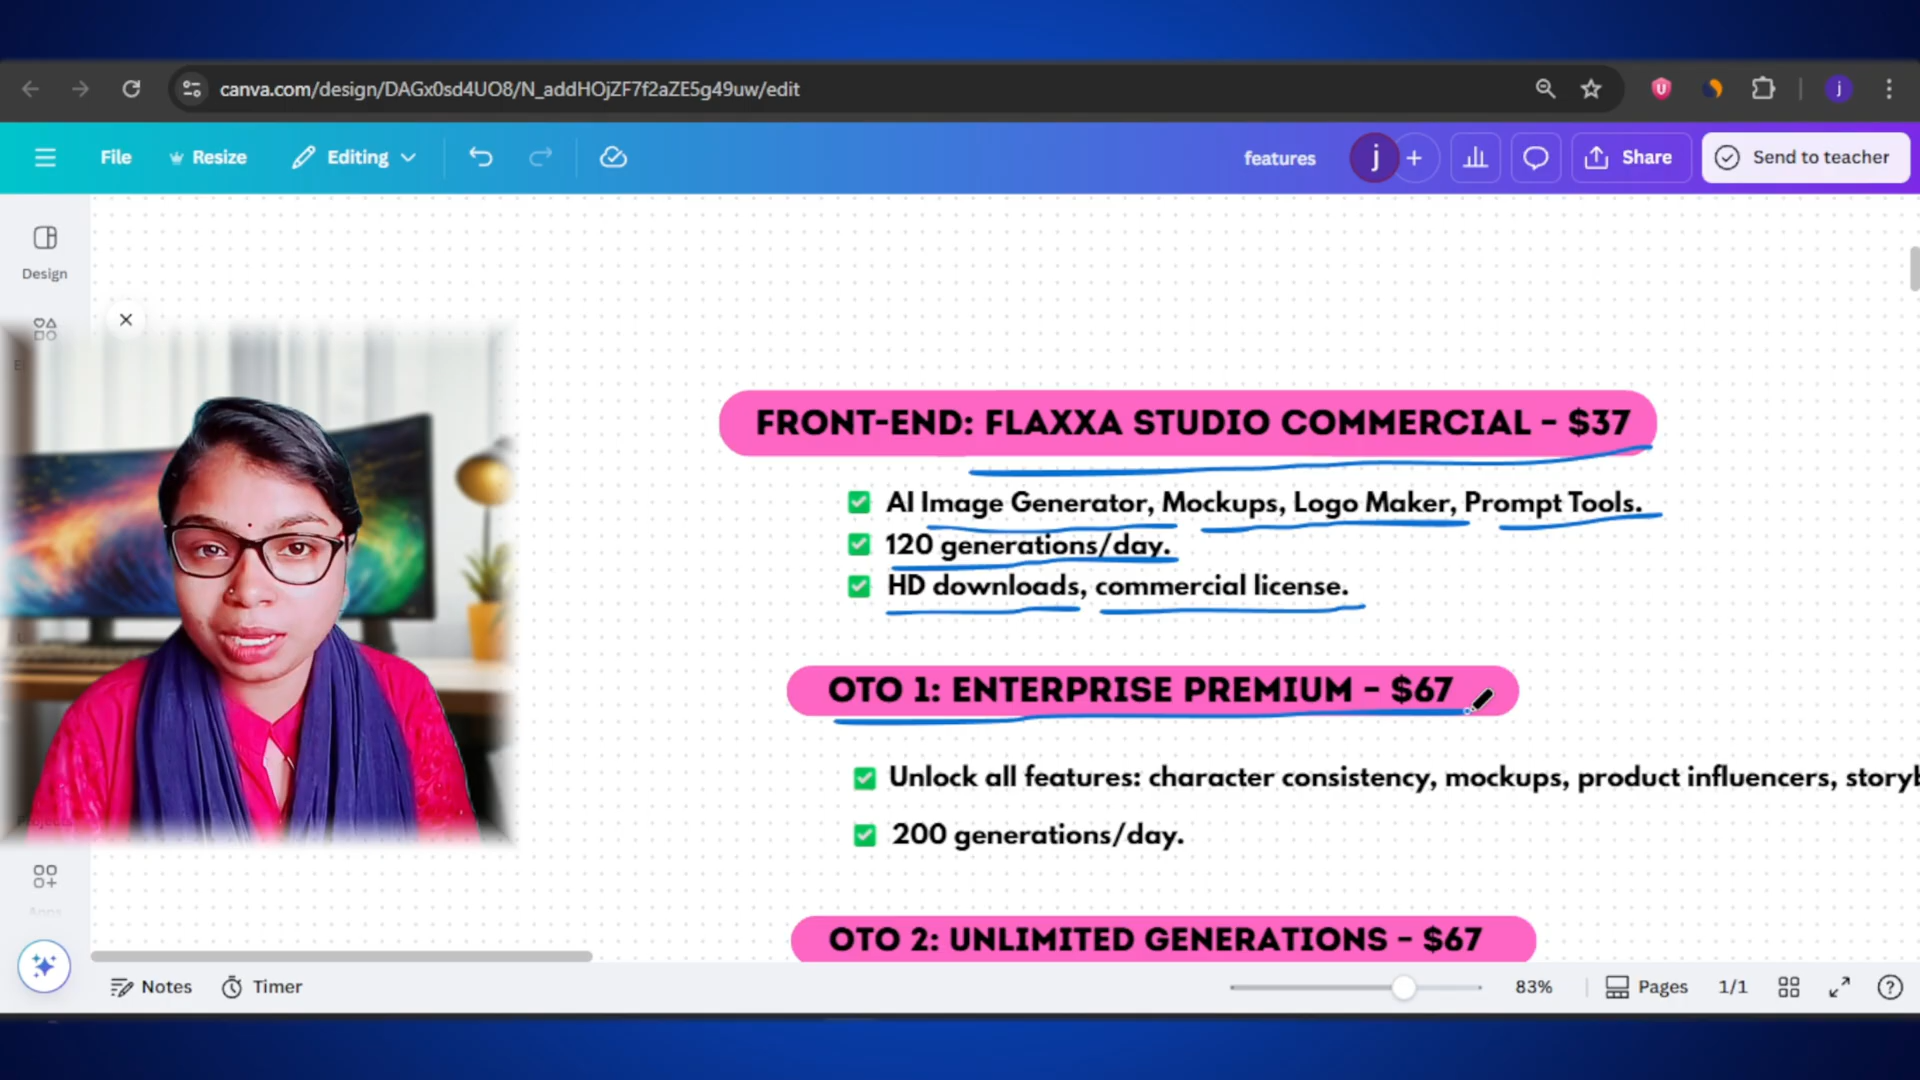 canva.com/design/DAGx0sd4UO8/N_addHOjZF7f2aZE5g49uw/edit
File
Resize
Editing
features
j
Share
Send to teacher
Design
FRONT-END: FLAXXA STUDIO COMMERCIAL – $37
AI Image Generator, Mockups, Logo Maker, Prompt Tools.
120 generations/day.
HD downloads, commercial license.
OTO 1: ENTERPRISE PREMIUM – $67
Unlock all features: character consistency, mockups, product influencers,
200 generations/day.
Projects
Apps
OTO 2: UNLIMITED GENERATIONS – $67
Notes
Timer
83%
Pages
1/1